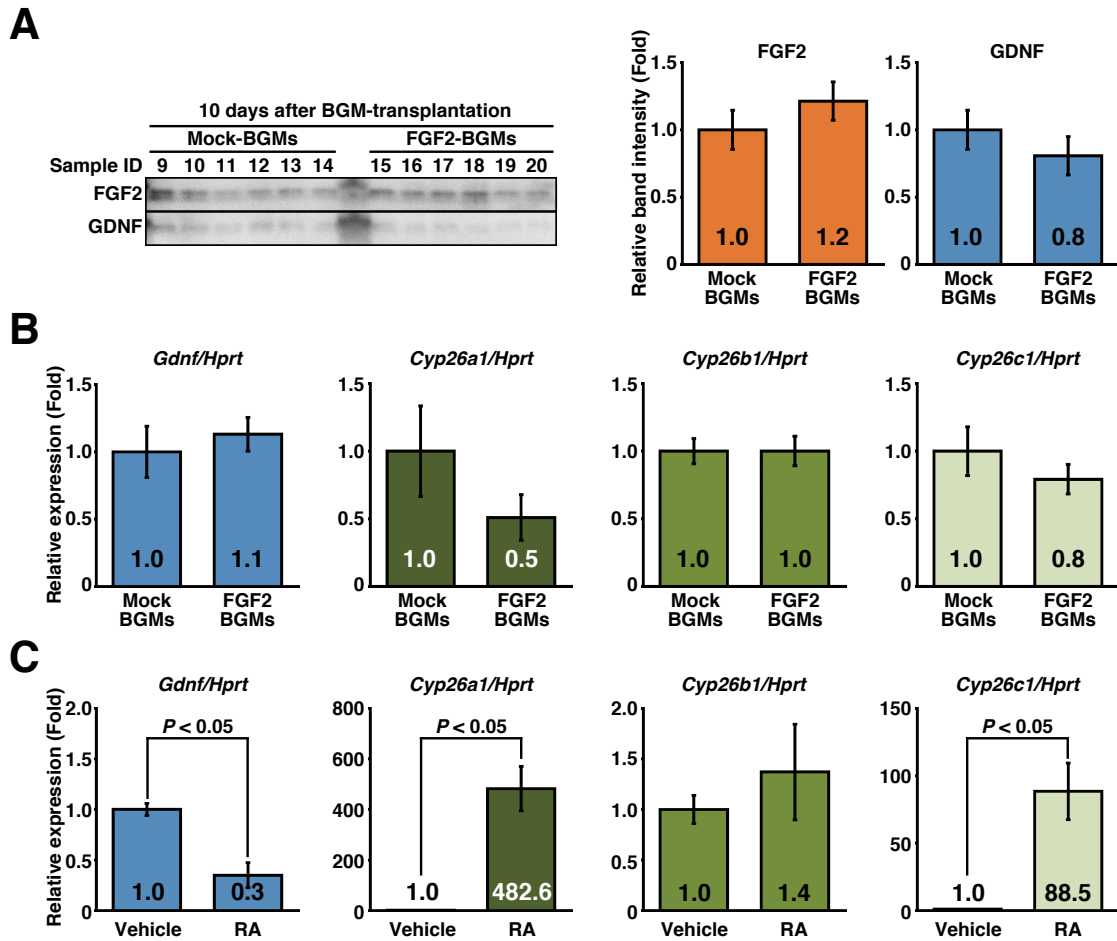 A
10 days after BGM-transplantation
Mock-BGMs FGF2-BGMs
Sample ID 9 10 11 12 13 14 15 16 17 18 19 20
FGF2
GDNF
Relative band intensity (Fold)
FGF2
1.5
1.0
0.5
0
1.0 1.2
Mock BGMs
FGF2 BGMs
GDNF
1.5
1.0
0.5
0
1.0 0.8
Mock BGMs
FGF2 BGMs
B
Relative expression (Fold)
Gdnf/Hprt
1.5
1.0
0.5
0
1.0 1.1
Mock BGMs
FGF2 BGMs
Cyp26a1/Hprt
1.5
1.0
0.5
0
1.0 0.5
Mock BGMs
FGF2 BGMs
Cyp26b1/Hprt
1.5
1.0
0.5
0
1.0 1.0
Mock BGMs
FGF2 BGMs
Cyp26c1/Hprt
1.5
1.0
0.5
0
1.0 0.8
Mock BGMs
FGF2 BGMs
C
Relative expression (Fold)
Gdnf/Hprt
2.0
1.5
1.0
0.5
0
P < 0.05
1.0 0.3
Vehicle RA
Cyp26a1/Hprt
800
600
400
200
0
P < 0.05
1.0 482.6
Vehicle RA
Cyp26b1/Hprt
2.0
1.5
1.0
0.5
0
1.0 1.4
Vehicle RA
Cyp26c1/Hprt
150
100
50
0
P < 0.05
1.0 88.5
Vehicle RA